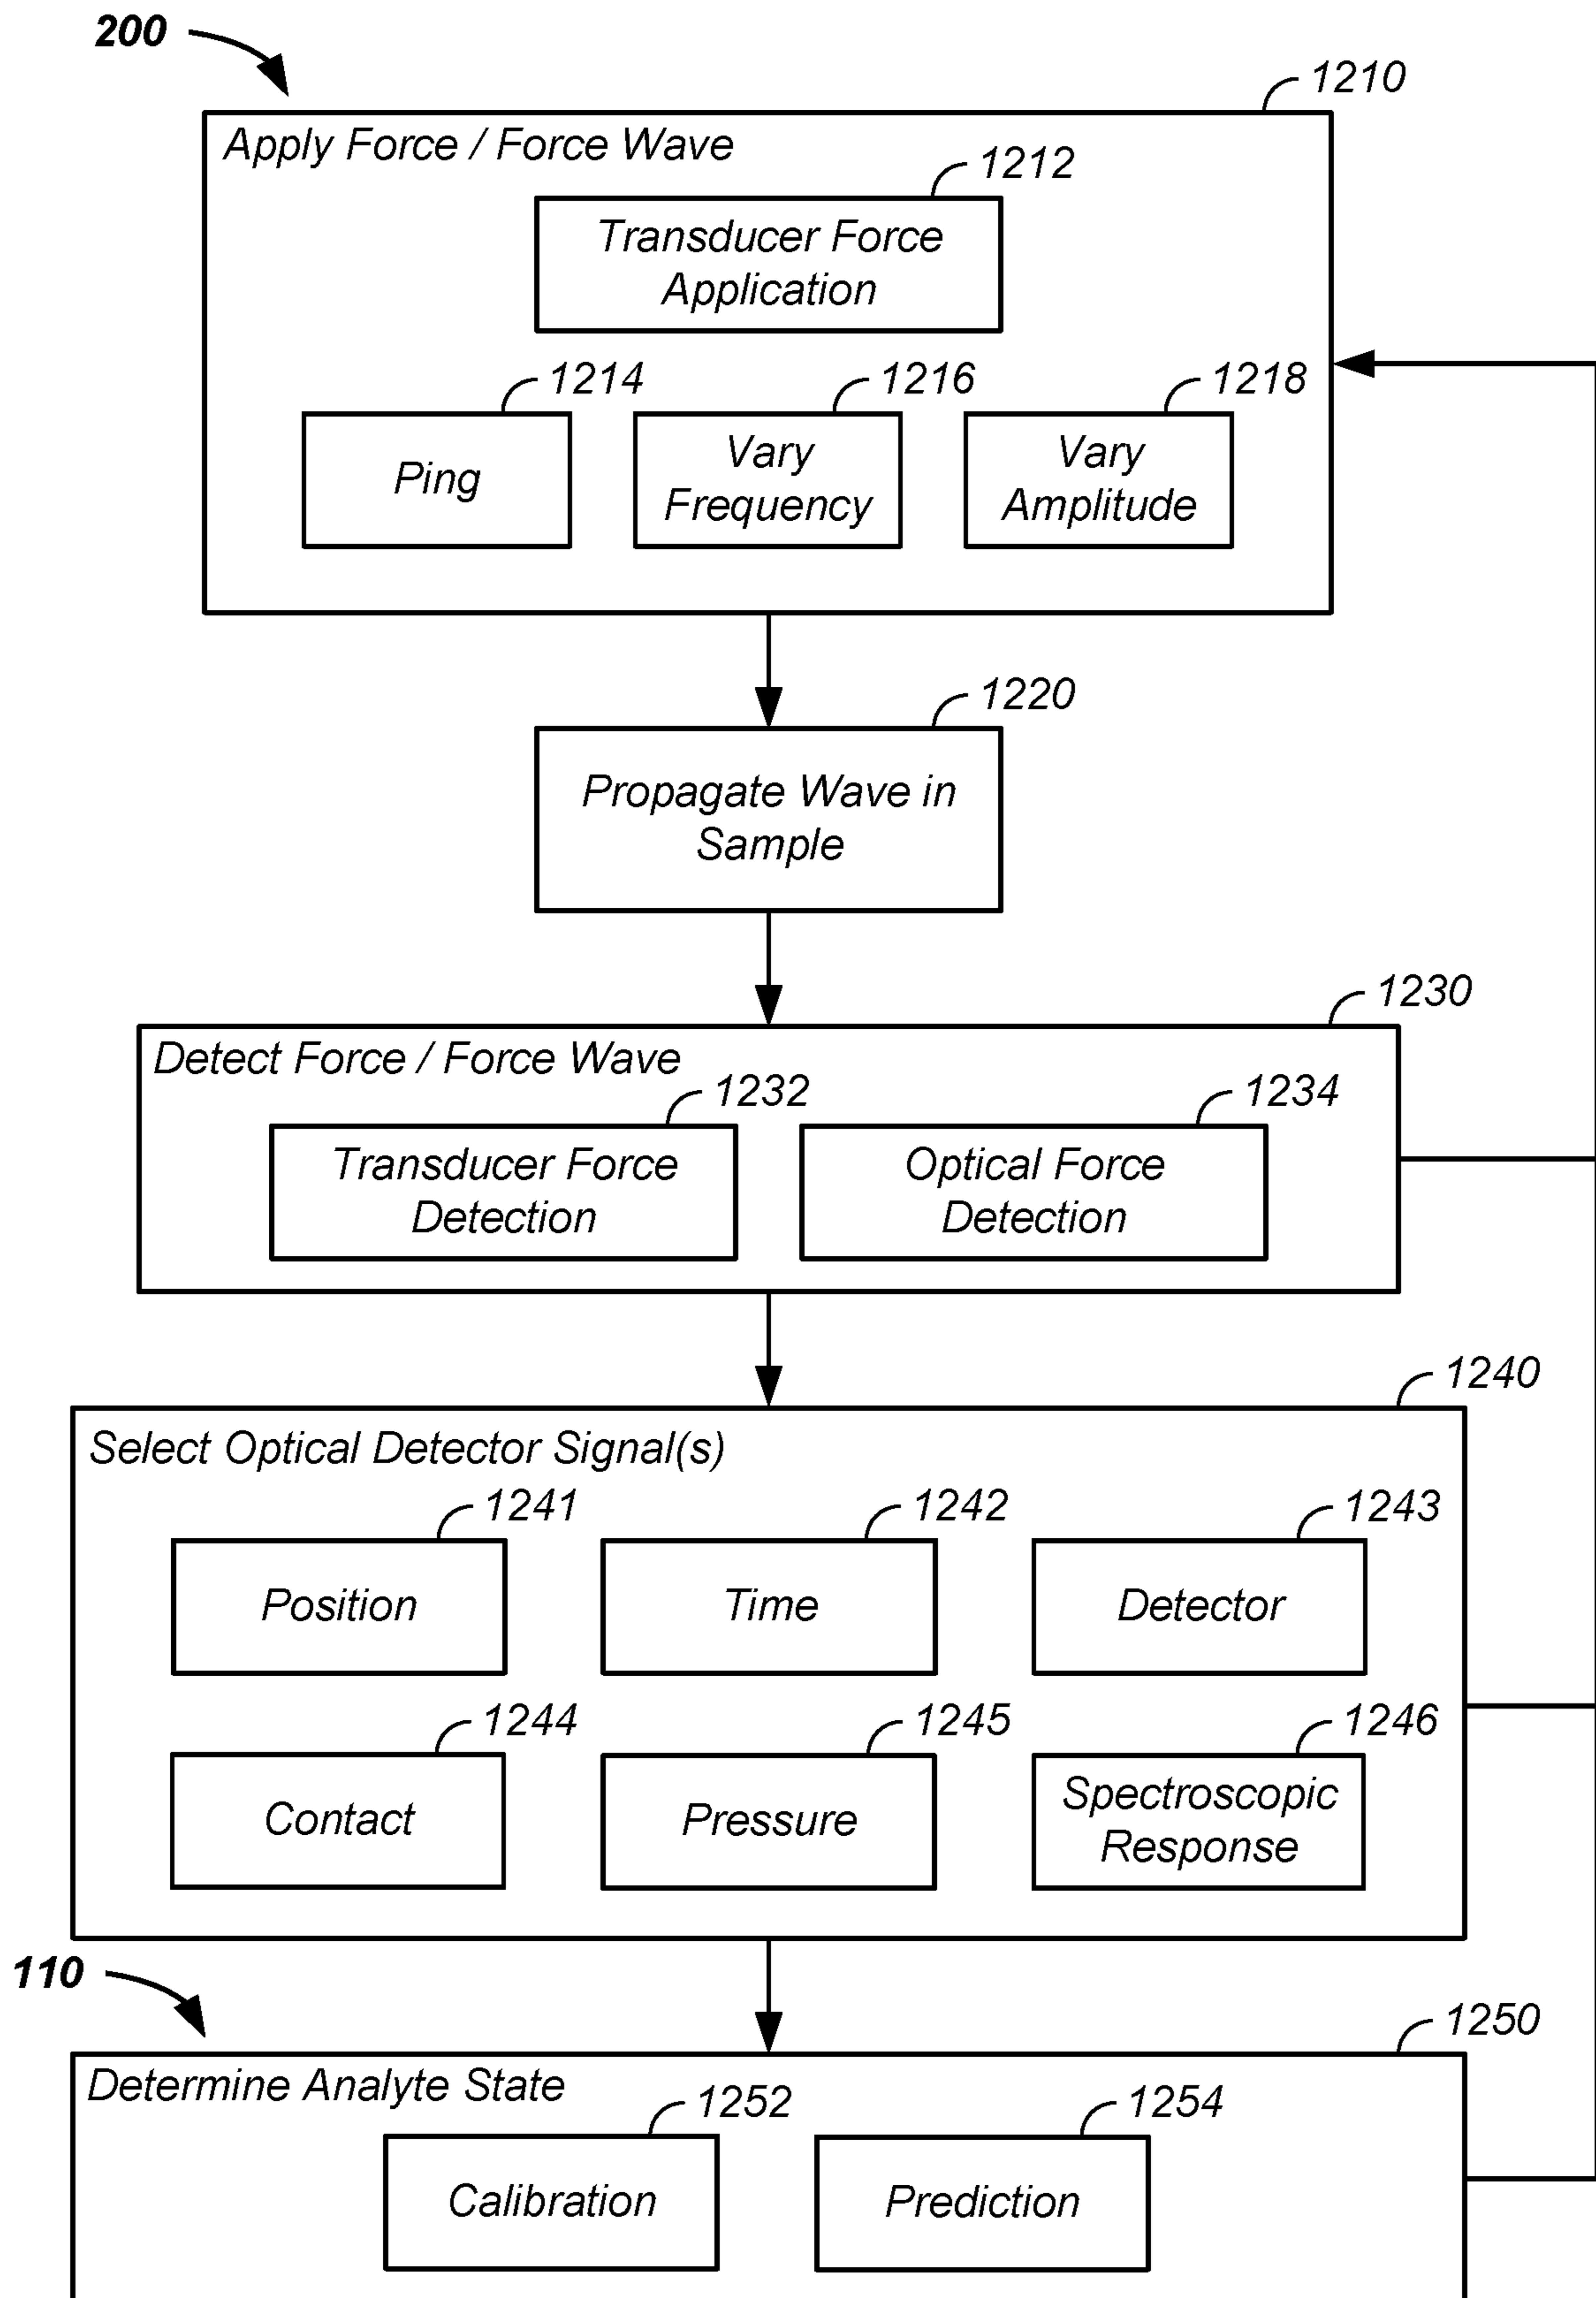 200
1210
Apply Force / Force Wave
1212
Transducer Force
Application
1214
1216
1218
Ping
Vary
Frequency
Vary
Amplitude
1220
Propagate Wave in
Sample
1230
Detect Force / Force Wave
1232
1234
Transducer Force
Detection
Optical Force
Detection
1240
Select Optical Detector Signal(s)
1241
1242
1243
Position
Time
Detector
1244
1245
1246
Contact
Pressure
Spectroscopic
Response
110
1250
Determine Analyte State
1252
1254
Calibration
Prediction